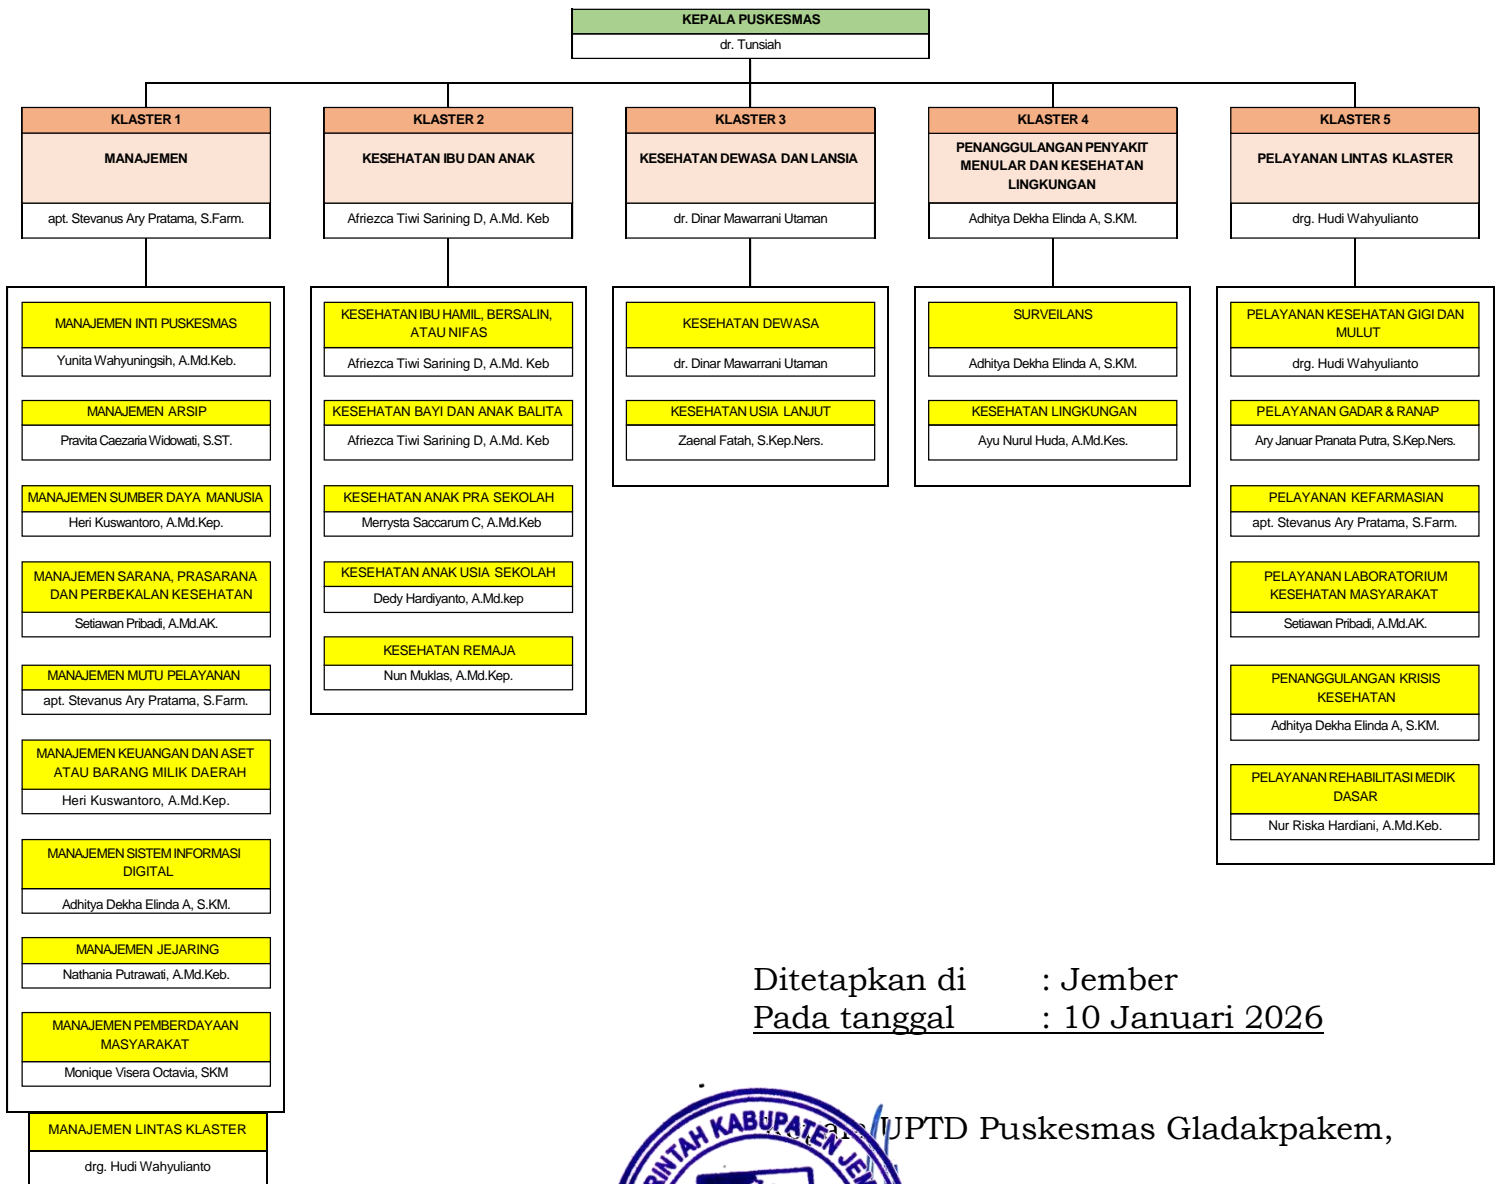 KEPALA PUSKESMAS
dr. Tunsiah
KLASTER 1
MANAJEMEN
apt. Stevanus Ary Pratama, S.Farm.
KLASTER 2
KESEHATAN IBU DAN ANAK
Afriezca Tiwi Sarining D, A.Md. Keb
KLASTER 3
KESEHATAN DEWASA DAN LANSIA
dr. Dinar Mawarrani Utaman
KLASTER 4
PENANGGULANGAN PENYAKIT
MENULAR DAN KESEHATAN
LINGKUNGAN
Adhitya Dekha Elinda A, S.KM.
KLASTER 5
PELAYANAN LINTAS KLASTER
drg. Hudi Wahyulianto
MANAJEMEN INTI PUSKESMAS
Yunita Wahyuningsih, A.Md.Keb.
MANAJEMEN ARSIP
Pravita Caezaria Widowati, S.ST.
MANAJEMEN SUMBER DAYA MANUSIA
Heri Kuswantoro, A.Md.Kep.
MANAJEMEN SARANA, PRASARANA
DAN PERBEKALAN KESEHATAN
Setiawan Pribadi, A.Md.AK.
MANAJEMEN MUTU PELAYANAN
apt. Stevanus Ary Pratama, S.Farm.
MANAJEMEN KEUANGAN DAN ASET
ATAU BARANG MILIK DAERAH
Heri Kuswantoro, A.Md.Kep.
MANAJEMEN SISTEM INFORMASI
DIGITAL
Adhitya Dekha Elinda A, S.KM.
MANAJEMEN JEJARING
Nathania Putrawati, A.Md.Keb.
MANAJEMEN PEMBERDAYAAN
MASYARAKAT
Monique Visera Octavia, SKM
MANAJEMEN LINTAS KLASTER
drg. Hudi Wahyulianto
KESEHATAN IBU HAMIL, BERSALIN,
ATAU NIFAS
Afriezca Tiwi Sarining D, A.Md. Keb
KESEHATAN BAYI DAN ANAK BALITA
Afriezca Tiwi Sarining D, A.Md. Keb
KESEHATAN ANAK PRA SEKOLAH
Merrysta Saccarum C, A.Md.Keb
KESEHATAN ANAK USIA SEKOLAH
Dedy Hardiyanto, A.Md.kep
KESEHATAN REMAJA
Nun Muklas, A.Md.Kep.
KESEHATAN DEWASA
dr. Dinar Mawarrani Utaman
KESEHATAN USIA LANJUT
Zaenal Fatah, S.Kep.Ners.
SURVEILANS
Adhitya Dekha Elinda A, S.KM.
KESEHATAN LINGKUNGAN
Ayu Nurul Huda, A.Md.Kes.
PELAYANAN KESEHATAN GIGI DAN
MULUT
drg. Hudi Wahyulianto
PELAYANAN GADAR & RANAP
Ary Januar Pranata Putra, S.Kep.Ners.
PELAYANAN KEFARMASIAN
apt. Stevanus Ary Pratama, S.Farm.
PELAYANAN LABORATORIUM
KESEHATAN MASYARAKAT
Setiawan Pribadi, A.Md.AK.
PENANGGULANGAN KRISIS
KESEHATAN
Adhitya Dekha Elinda A, S.KM.
PELAYANAN REHABILITASI MEDIK
DASAR
Nur Riska Hardiani, A.Md.Keb.
Ditetapkan di : Jember
Pada tanggal : 10 Januari 2026
UPTD Puskesmas Gladakpakem,
KABUPATEN